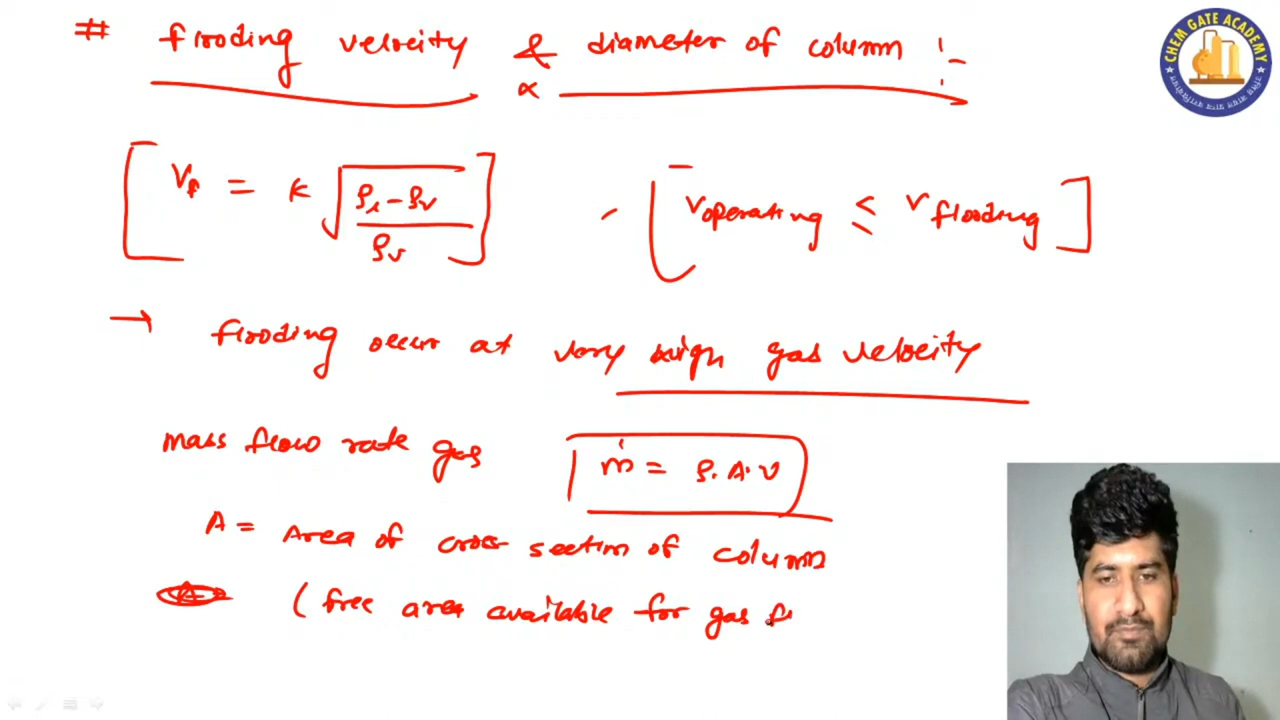 # flooding velocity & diameter of column :-
∝
Vf = K √((ρL - ρv)/ρv)
[ Voperating ≤ Vflooding ]
→ flooding occur at very high gas velocity
mass flow rate gas ṁ = ρ.A.v
A = Area of cross section of column
(free area available for gas f
CHEM GATE ACADEMY